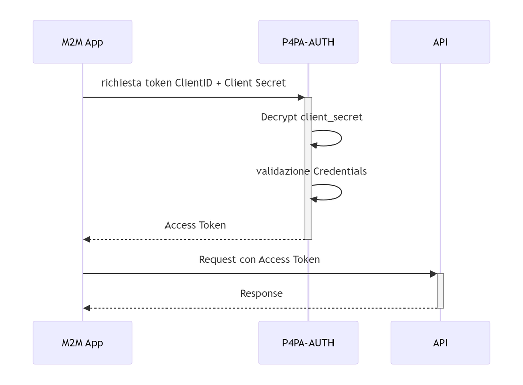 M2M App
P4PA-AUTH
API
richiesta token ClientID + Client Secret
Decrypt client_secret
validazione Credentials
Access Token
Request con Access Token
Response
M2M App
P4PA-AUTH
API